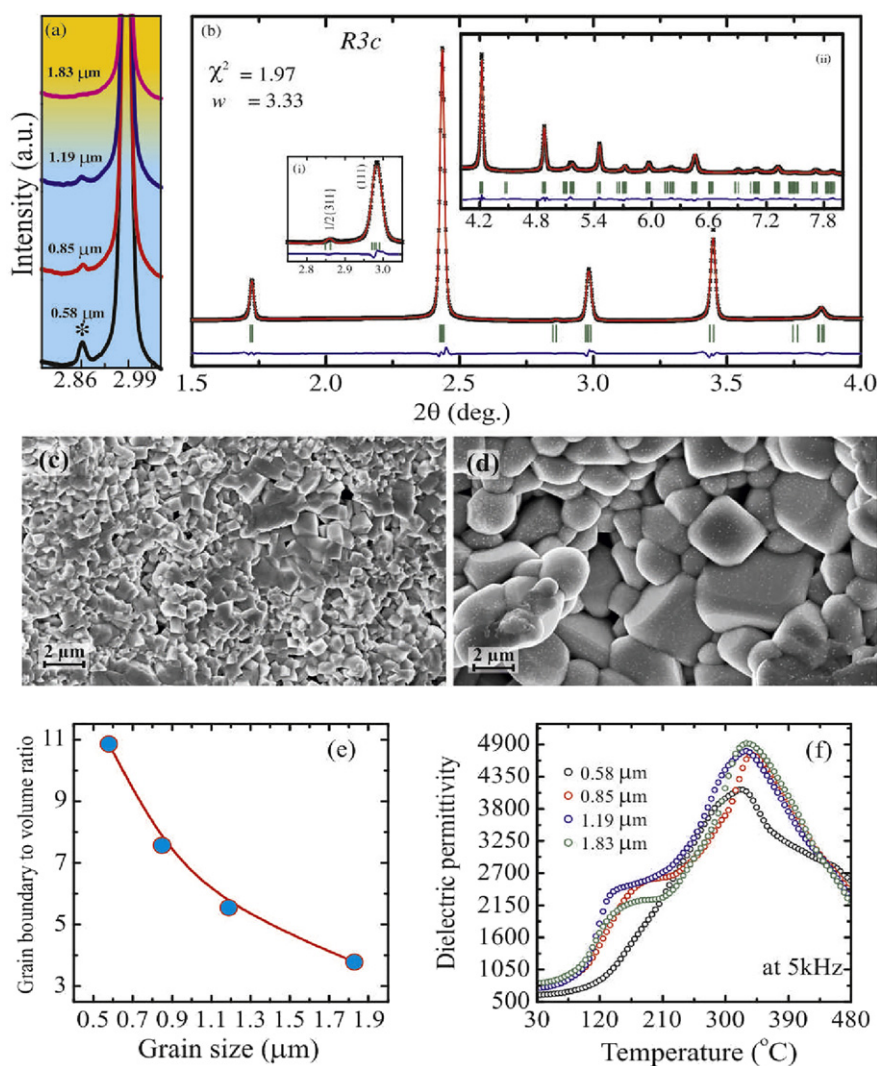 (a)
1.83 μm
1.19 μm
0.85 μm
0.58 μm
*
2.86 2.99
Intensity (a.u.)
(b)
R3c
χ² = 1.97
w = 3.33
(i)
1/2{311}
(111)
2.8 2.9 3.0
(ii)
4.2 4.8 5.4 6.0 6.6 7.2 7.8
1.5 2.0 2.5 3.0 3.5 4.0
2θ (deg.)
(c)
2 μm
(d)
2 μm
(e)
Grain boundary to volume ratio
11
9
7
5
3
0.5 0.7 0.9 1.1 1.3 1.5 1.7 1.9
Grain size (μm)
(f)
Dielectric permittivity
4900
4350
3800
3250
2700
2150
1600
1050
500
0.58 μm
0.85 μm
1.19 μm
1.83 μm
at 5kHz
30 120 210 300 390 480
Temperature (°C)